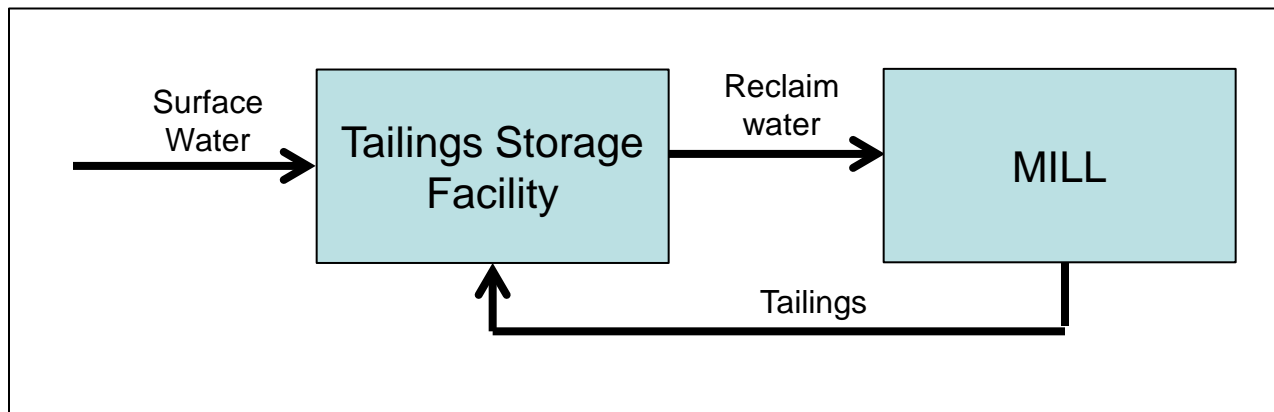 Surface
Water
Tailings Storage
Facility
Reclaim
water
MILL
Tailings